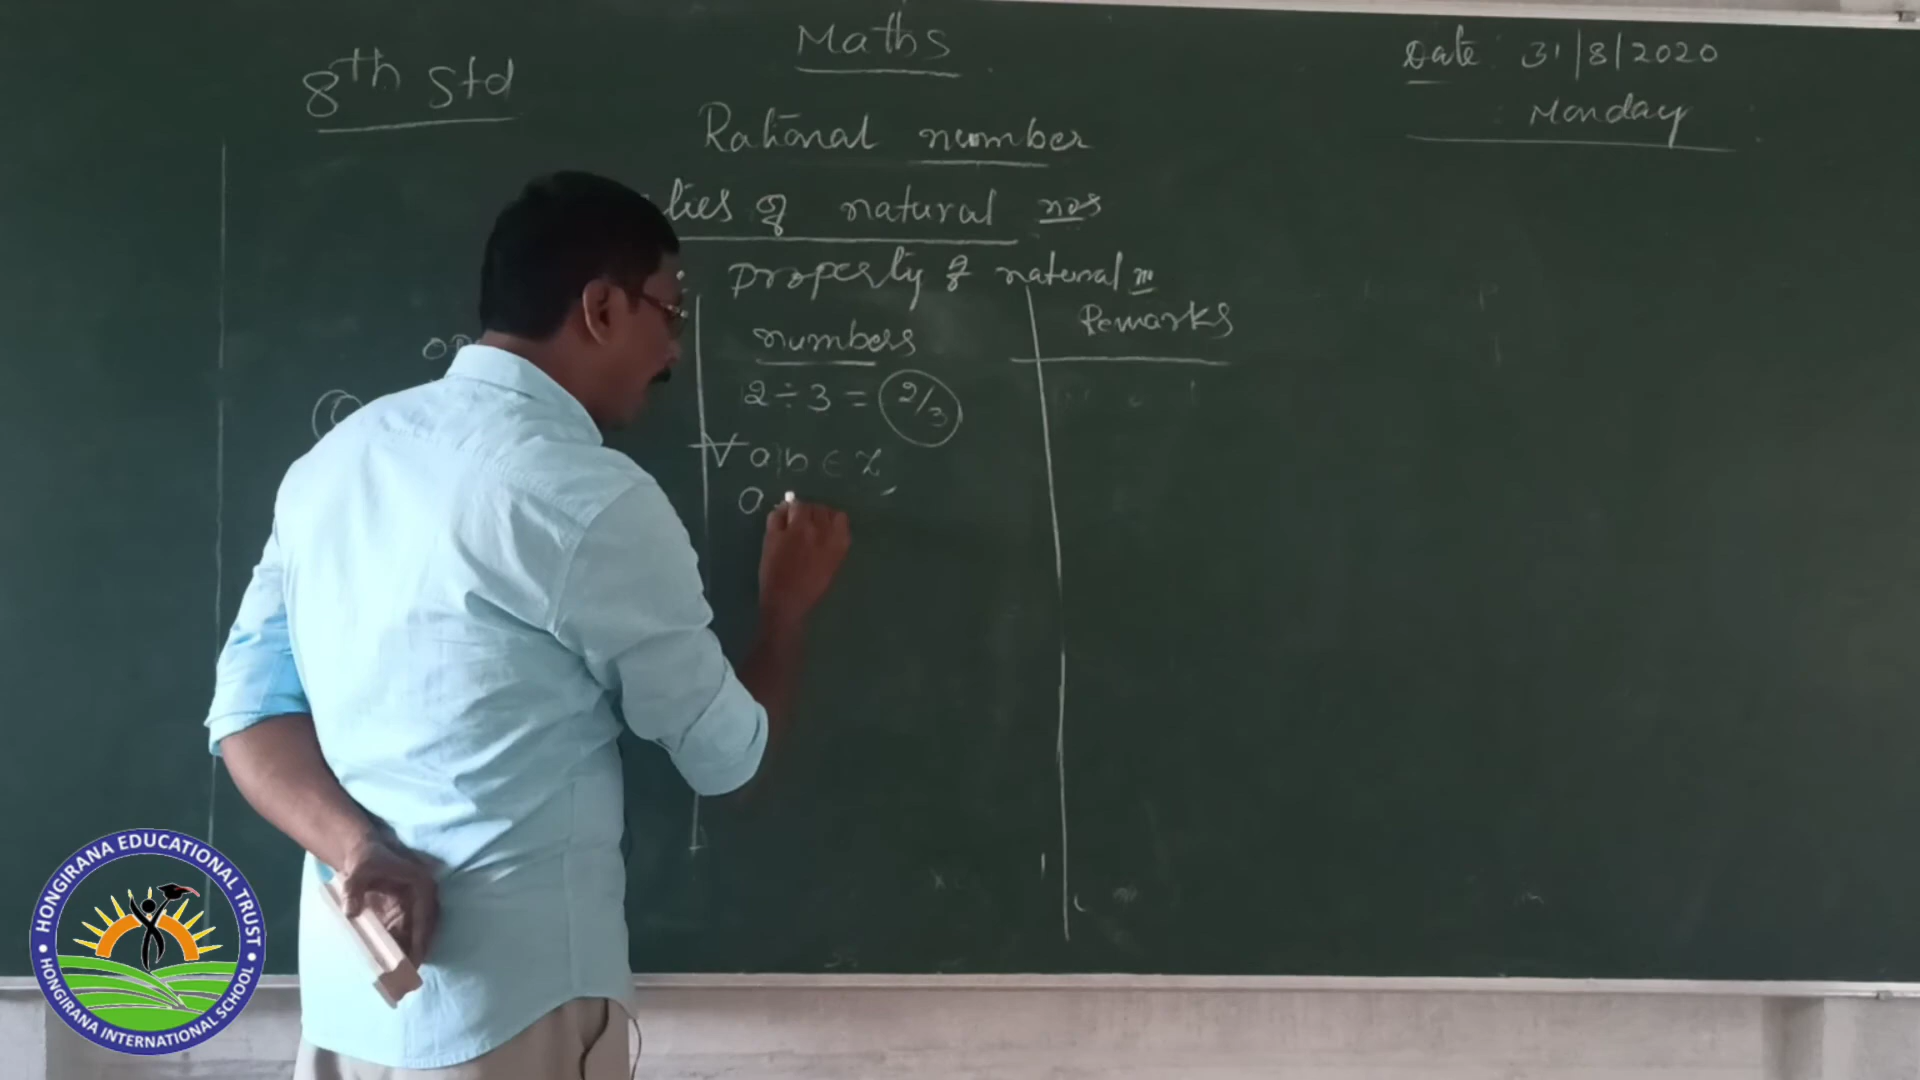 Maths
Date: 31/8/2020
8th Std
Monday
Rational number
ties of natural nos
property of natural
numbers
Remarks
2 ÷ 3 = 2/3
∀ a, b ∈ Z
a
HONGIRANA EDUCATIONAL TRUST
HONGIRANA INTERNATIONAL SCHOOL